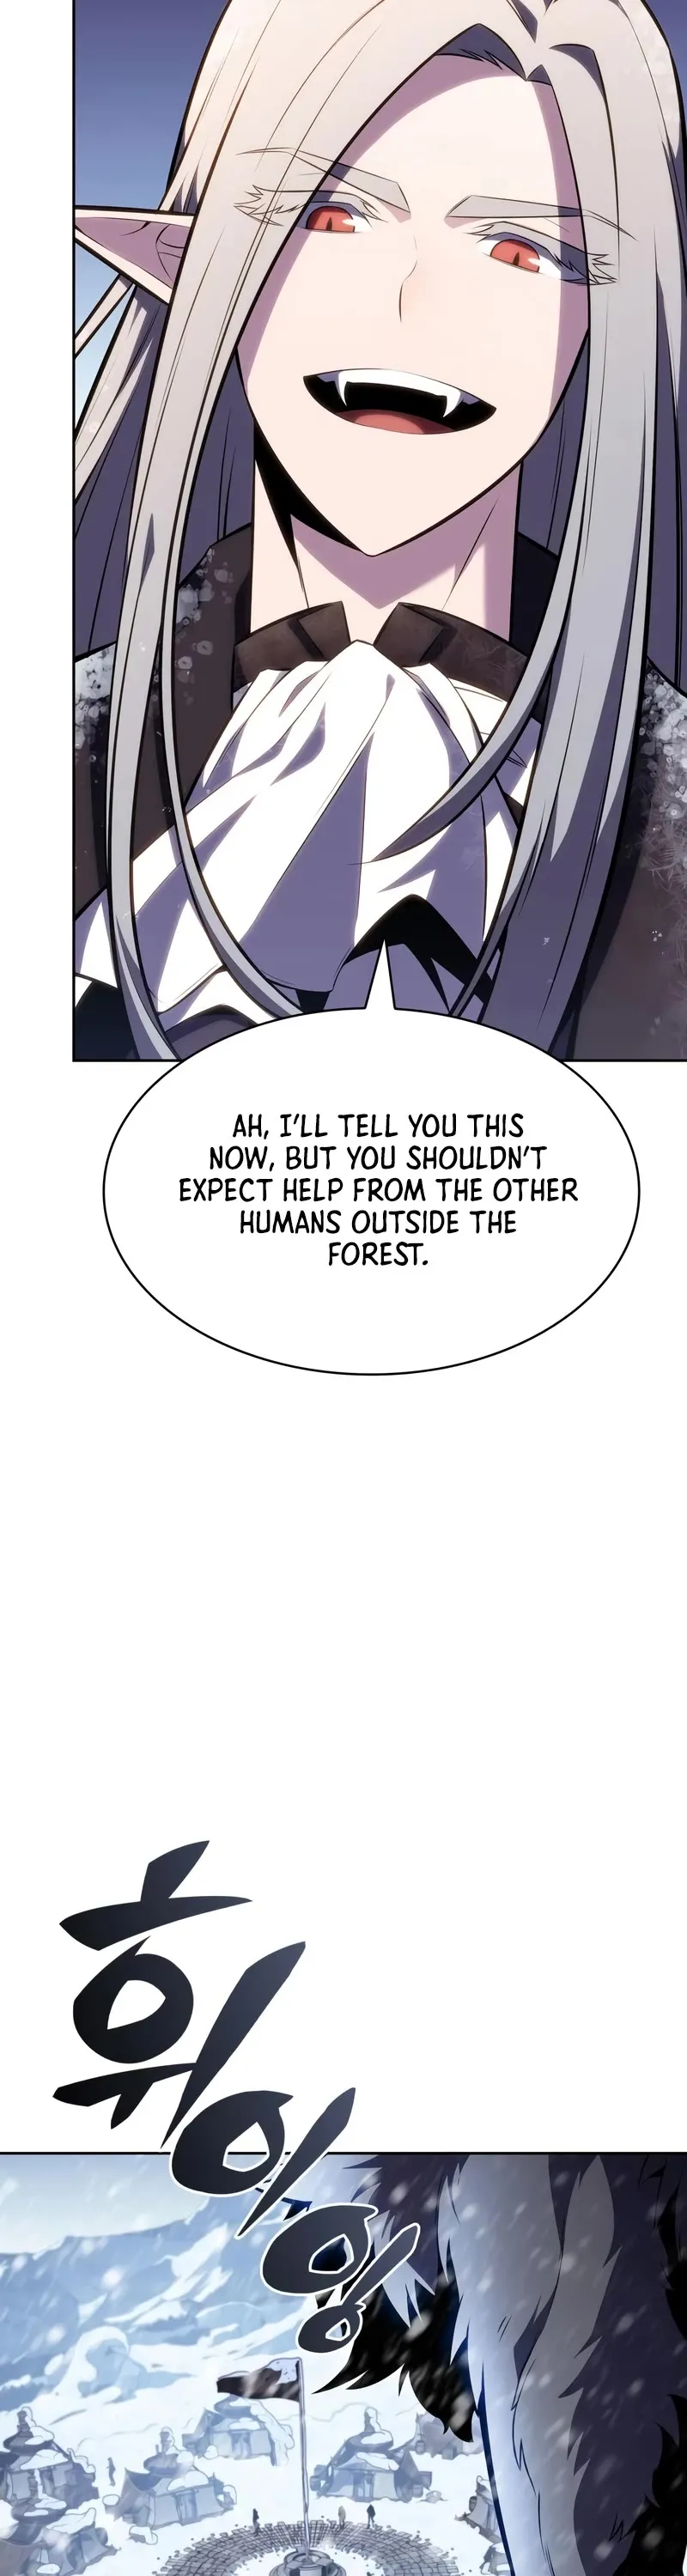 AH, I'LL TELL YOU THIS
NOW, BUT YOU SHOULDN'T
EXPECT HELP FROM THE OTHER
HUMANS OUTSIDE THE
FOREST.
휘이잉